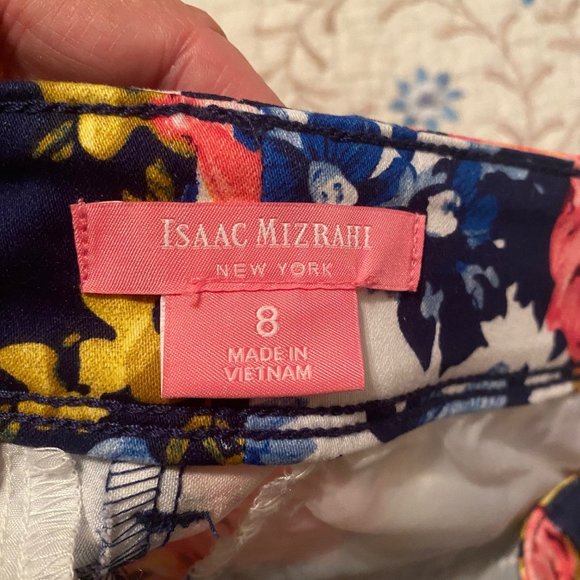 ISAAC MIZRAHI
NEW YORK
8
MADE IN
VIETNAM